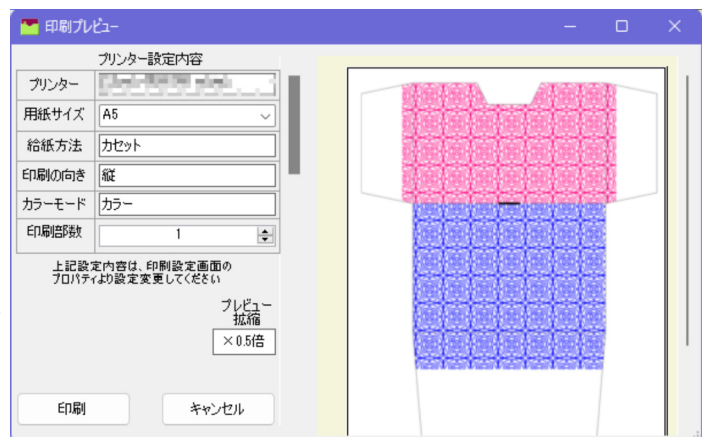 印刷プレビュー
プリンター設定内容
プリンター
用紙サイズ A5
給紙方法 カセット
印刷の向き 縦
カラーモード カラー
印刷部数 1
上記設定内容は、印刷設定画面の
プロパティより設定変更してください
プレビュー
拡縮
×0.5倍
印刷 キャンセル